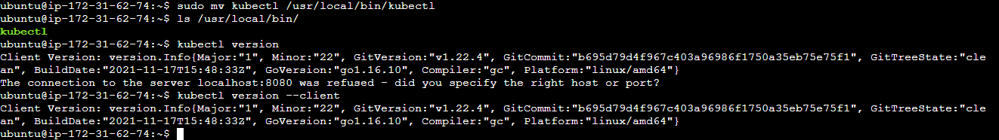 ubuntu@ip-172-31-62-74:~$ sudo mv kubectl /usr/local/bin/kubectl
ubuntu@ip-172-31-62-74:~$ ls /usr/local/bin/
kubectl
ubuntu@ip-172-31-62-74:~$ kubectl version
Client Version: version.Info{Major:"1", Minor:"22", GitVersion:"v1.22.4", GitCommit:"b695d79d4f967c403a96986f1750a35eb75e75f1", GitTreeState:"cle
an", BuildDate:"2021-11-17T15:48:33Z", GoVersion:"go1.16.10", Compiler:"gc", Platform:"linux/amd64"}
The connection to the server localhost:8080 was refused - did you specify the right host or port?
ubuntu@ip-172-31-62-74:~$ kubectl version --client
Client Version: version.Info{Major:"1", Minor:"22", GitVersion:"v1.22.4", GitCommit:"b695d79d4f967c403a96986f1750a35eb75e75f1", GitTreeState:"cle
an", BuildDate:"2021-11-17T15:48:33Z", GoVersion:"go1.16.10", Compiler:"gc", Platform:"linux/amd64"}
ubuntu@ip-172-31-62-74:~$